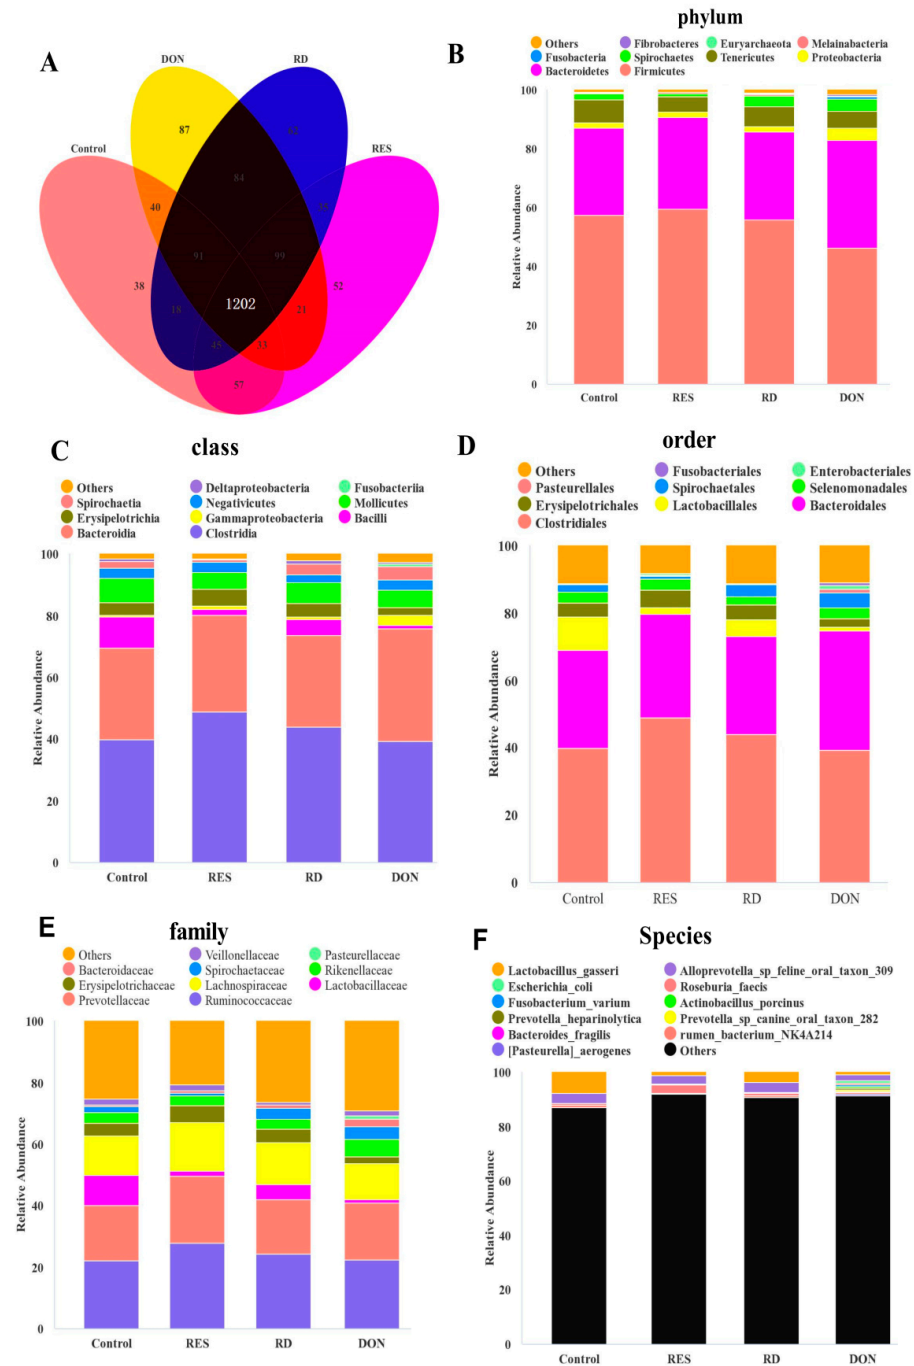 A
DON
RD
Control
RES
87
84
40
91
99
38
52
18
1202
21
45
33
57
B
phylum
Others
Fibrobacteres
Euryarchaeota
Melainabacteria
Fusobacteria
Spirochaetes
Tenericutes
Proteobacteria
Bacteroidetes
Firmicutes
Relative Abundance
100
80
60
40
20
0
Control
RES
RD
DON
C
class
Others
Deltaproteobacteria
Fusobacteriia
Spirochaetia
Negativicutes
Mollicutes
Erysipelotrichia
Gammaproteobacteria
Bacilli
Bacteroidia
Clostridia
Relative Abundance
100
80
60
40
20
0
Control
RES
RD
DON
D
order
Others
Fusobacteriales
Enterobacteriales
Pasteurellales
Spirochaetales
Selenomonadales
Erysipelotrichales
Lactobacillales
Bacteroidales
Clostridiales
Relative Abundance
100
80
60
40
20
0
Control
RES
RD
DON
E
family
Others
Veillonellaceae
Pasteurellaceae
Bacteroidaceae
Spirochaetaceae
Rikenellaceae
Erysipelotrichaceae
Lachnospiraceae
Lactobacillaceae
Prevotellaceae
Ruminococcaceae
Relative Abundance
100
80
60
40
20
0
Control
RES
RD
DON
F
Species
Lactobacillus_gasseri
Alloprevotella_sp_feline_oral_taxon_309
Escherichia_coli
Roseburia_faecis
Fusobacterium_varium
Actinobacillus_porcinus
Prevotella_heparinolytica
Prevotella_sp_canine_oral_taxon_282
Bacteroides_fragilis
rumen_bacterium_NK4A214
[Pasteurella]_aerogenes
Others
Relative Abundance
100
80
60
40
20
0
Control
RES
RD
DON